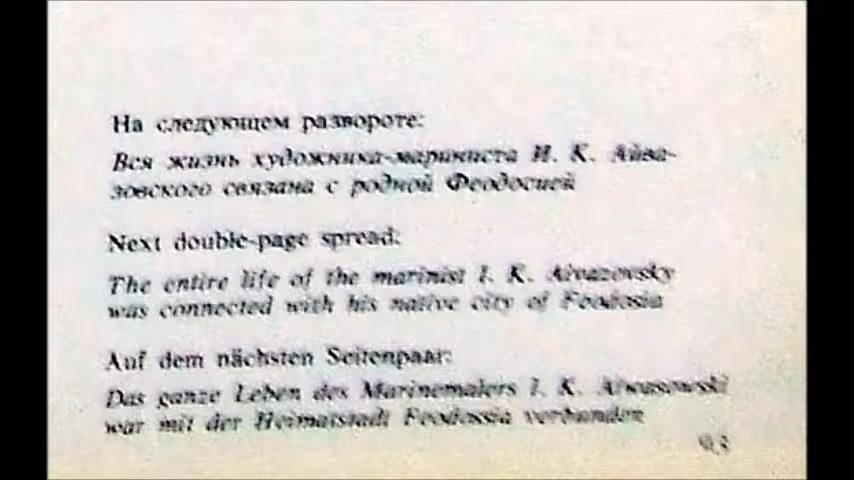 На следующем развороте:
Вся жизнь художника-мариниста И. К. Айва-
зовского связана с родной Феодосией
Next double-page spread:
The entire life of the marinist I. K. Aivazovsky
was connected with his native city of Feodosia
Auf dem nächsten Seitenpaar:
Das ganze Leben des Marinemalers I. K. Aiwasowski
war mit der Heimatstadt Feodossia verbunden